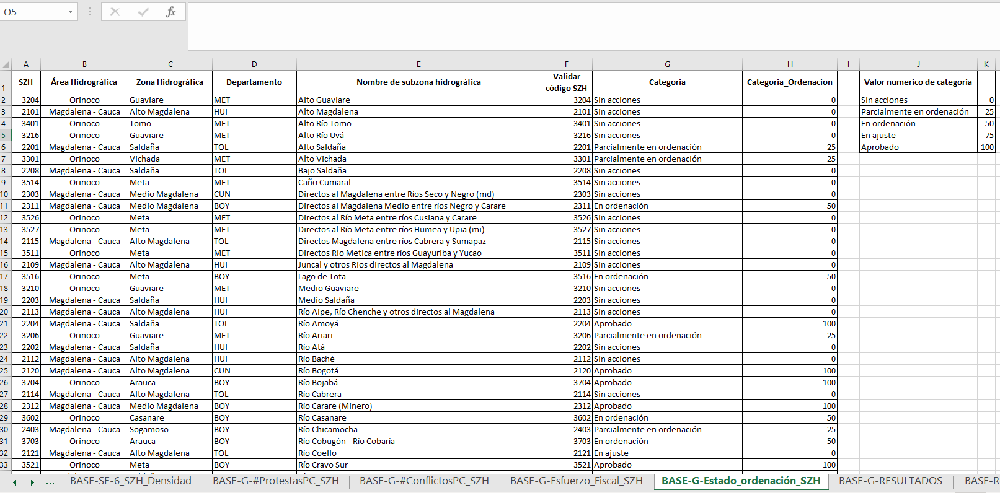 O5
fx
A B C D E F G H I J K
1 SZH Área Hidrográfica Zona Hidrográfica Departamento Nombre de subzona hidrográfica Validar código SZH Categoria Categoria_Ordenacion Valor numerico de categoria
2 3204 Orinoco Guaviare MET Alto Guaviare 3204 Sin acciones 0 Sin acciones 0
3 2101 Magdalena - Cauca Alto Magdalena HUI Alto Magdalena 2101 Sin acciones 0 Parcialmente en ordenación 25
4 3401 Orinoco Tomo MET Alto Río Tomo 3401 Sin acciones 0 En ordenación 50
5 3216 Orinoco Guaviare MET Alto Río Uvá 3216 Sin acciones 0 En ajuste 75
6 2201 Magdalena - Cauca Saldaña TOL Alto Saldaña 2201 Parcialmente en ordenación 25 Aprobado 100
7 3301 Orinoco Vichada MET Alto Vichada 3301 Parcialmente en ordenación 25
8 2208 Magdalena - Cauca Saldaña TOL Bajo Saldaña 2208 Sin acciones 0
9 3514 Orinoco Meta MET Caño Cumaral 3514 Sin acciones 0
10 2303 Magdalena - Cauca Medio Magdalena CUN Directos al Magdalena entre Ríos Seco y Negro (md) 2303 Sin acciones 0
11 2311 Magdalena - Cauca Medio Magdalena BOY Directos al Magdalena Medio entre ríos Negro y Carare 2311 En ordenación 50
12 3526 Orinoco Meta MET Directos al Río Meta entre ríos Cusiana y Carare 3526 Sin acciones 0
13 3527 Orinoco Meta MET Directos al Río Meta entre ríos Humea y Upia (mi) 3527 Sin acciones 0
14 2115 Magdalena - Cauca Alto Magdalena TOL Directos Magdalena entre ríos Cabrera y Sumapaz 2115 Sin acciones 0
15 3511 Orinoco Meta MET Directos Rio Metica entre ríos Guayuriba y Yucao 3511 Sin acciones 0
16 2109 Magdalena - Cauca Alto Magdalena HUI Juncal y otros Rios directos al Magdalena 2109 Sin acciones 0
17 3516 Orinoco Meta BOY Lago de Tota 3516 En ordenación 50
18 3210 Orinoco Guaviare MET Medio Guaviare 3210 Sin acciones 0
19 2203 Magdalena - Cauca Saldaña HUI Medio Saldaña 2203 Sin acciones 0
20 2113 Magdalena - Cauca Alto Magdalena HUI Río Aipe, Río Chenche y otros directos al Magdalena 2113 Sin acciones 0
21 2204 Magdalena - Cauca Saldaña TOL Río Amoyá 2204 Aprobado 100
22 3206 Orinoco Guaviare MET Río Ariari 3206 Parcialmente en ordenación 25
23 2202 Magdalena - Cauca Saldaña HUI Río Atá 2202 Sin acciones 0
24 2112 Magdalena - Cauca Alto Magdalena HUI Río Baché 2112 Sin acciones 0
25 2120 Magdalena - Cauca Alto Magdalena CUN Río Bogotá 2120 Aprobado 100
26 3704 Orinoco Arauca BOY Río Bojabá 3704 Aprobado 100
27 2114 Magdalena - Cauca Alto Magdalena TOL Río Cabrera 2114 Sin acciones 0
28 2312 Magdalena - Cauca Medio Magdalena BOY Río Carare (Minero) 2312 Aprobado 100
29 3602 Orinoco Casanare BOY Río Casanare 3602 En ordenación 50
30 2403 Magdalena - Cauca Sogamoso BOY Río Chicamocha 2403 Parcialmente en ordenación 25
31 3703 Orinoco Arauca BOY Río Cobugón - Río Cobaría 3703 En ordenación 50
32 2121 Magdalena - Cauca Alto Magdalena TOL Río Coello 2121 En ajuste 0
33 3521 Orinoco Meta BOY Río Cravo Sur 3521 Aprobado 100
... BASE-SE-6_SZH_Densidad BASE-G-#ProtestasPC_SZH BASE-G-#ConflictosPC_SZH BASE-G-Esfuerzo_Fiscal_SZH BASE-G-Estado_ordenación_SZH BASE-G-RESULTADOS BASE-R